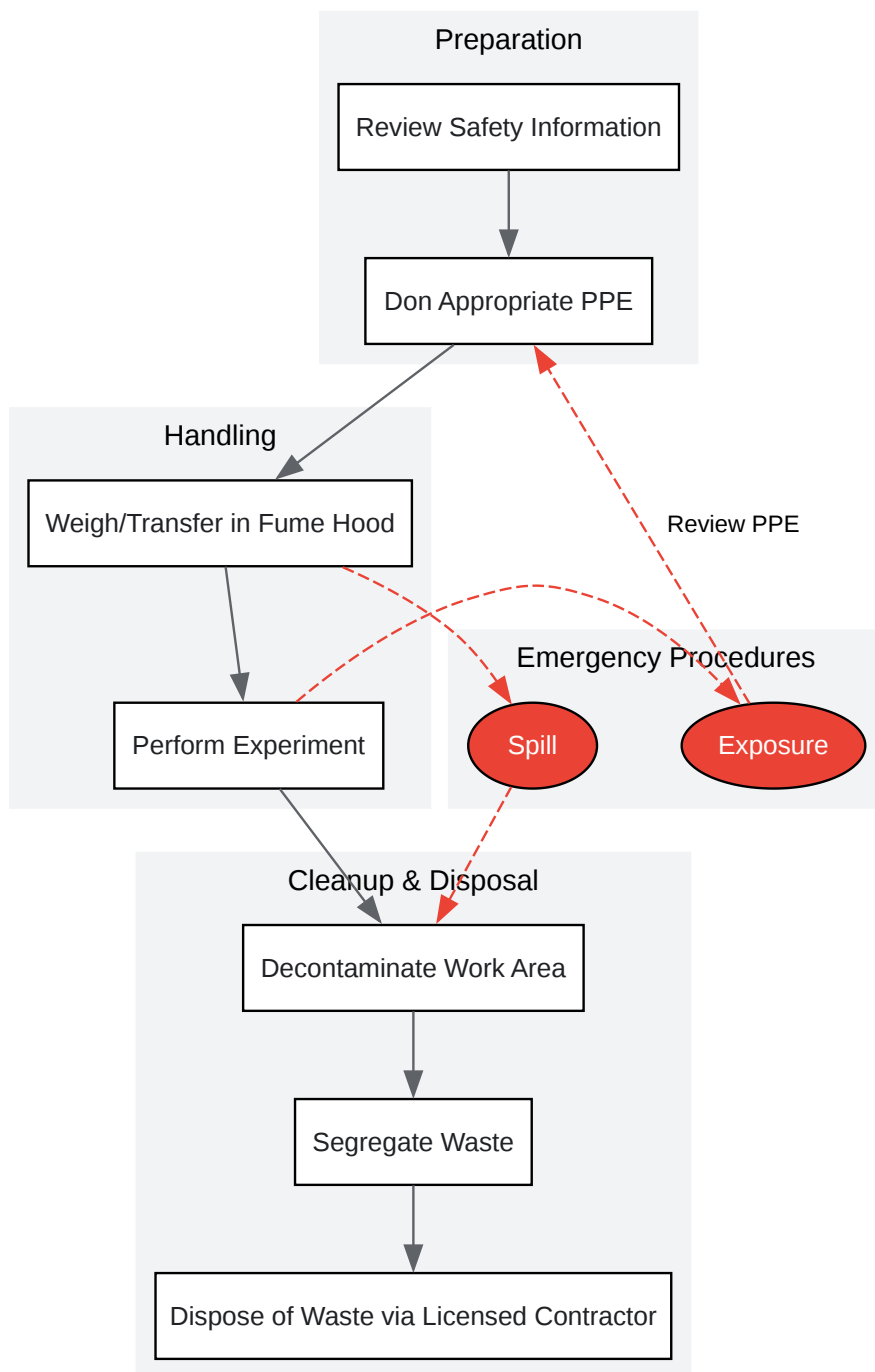 Preparation
Review Safety Information
Don Appropriate PPE
Handling
Weigh/Transfer in Fume Hood
Review PPE
Emergency Procedures
Perform Experiment
Spill
Exposure
Cleanup & Disposal
Decontaminate Work Area
Segregate Waste
Dispose of Waste via Licensed Contractor